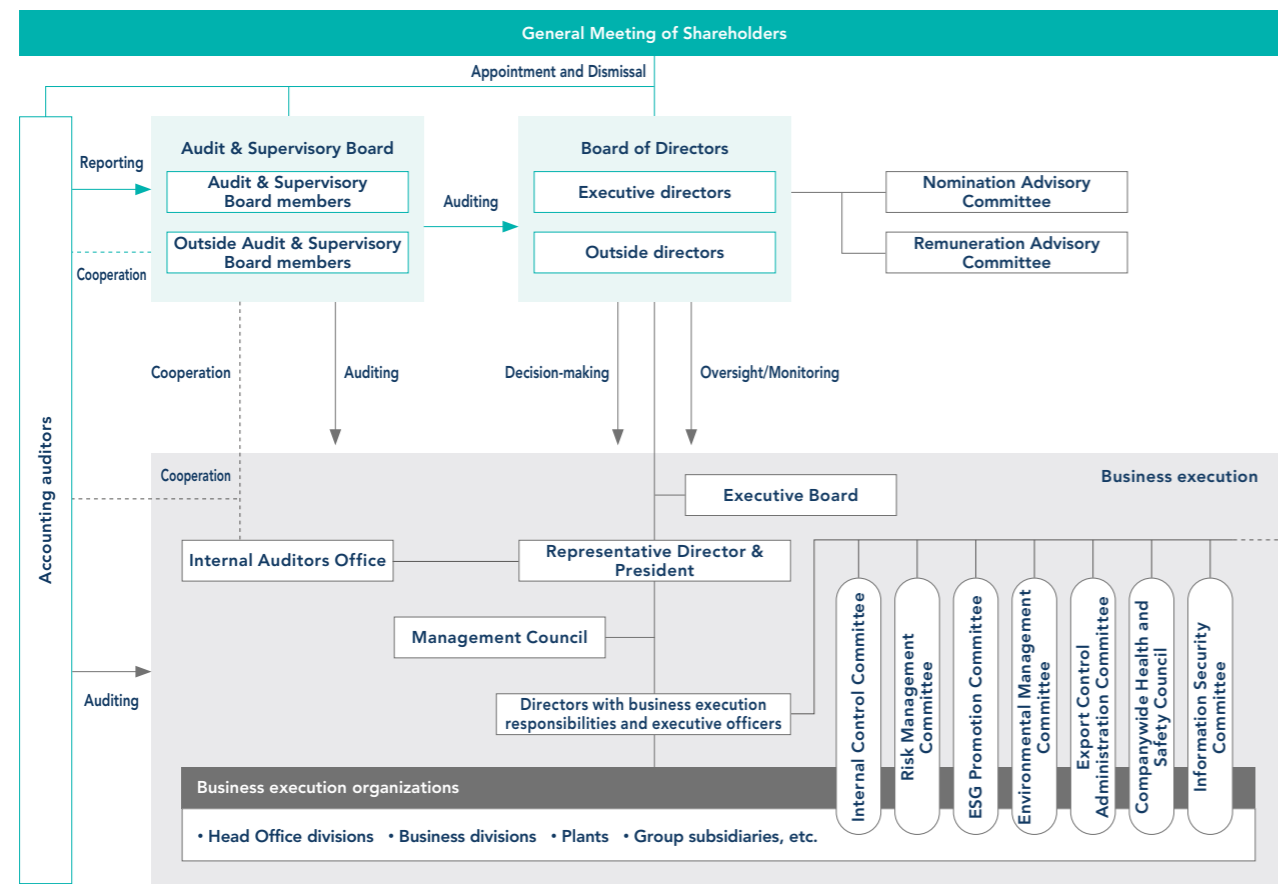 General Meeting of Shareholders
Appointment and Dismissal
Audit & Supervisory Board
Board of Directors
Reporting
Audit & Supervisory
Board members
Auditing
Executive directors
Nomination Advisory
Committee
Outside Audit & Supervisory
Board members
Outside directors
Remuneration Advisory
Committee
Cooperation
Cooperation
Auditing
Decision-making
Oversight/Monitoring
Accounting auditors
Cooperation
Business execution
Executive Board
Internal Auditors Office
Representative Director &
President
Management Council
Auditing
Directors with business execution
responsibilities and executive officers
Internal Control Committee
Risk Management
Committee
ESG Promotion Committee
Environmental Management
Committee
Export Control
Administration Committee
Companywide Health and
Safety Council
Information Security
Committee
Business execution organizations
• Head Office divisions • Business divisions • Plants • Group subsidiaries, etc.